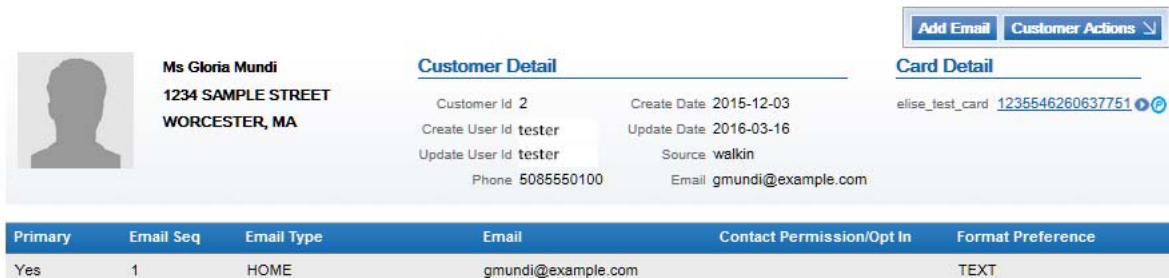 Add Email Customer Actions
Ms Gloria Mundi
1234 SAMPLE STREET
WORCESTER, MA
Customer Detail
Customer Id 2 Create Date 2015-12-03
Create User Id tester Update Date 2016-03-16
Update User Id tester Source walkin
Phone 5085550100 Email gmundi@example.com
Card Detail
elise_test_card 1235546260637751 P
Primary Email Seq Email Type Email Contact Permission/Opt In Format Preference
Yes 1 HOME gmundi@example.com TEXT